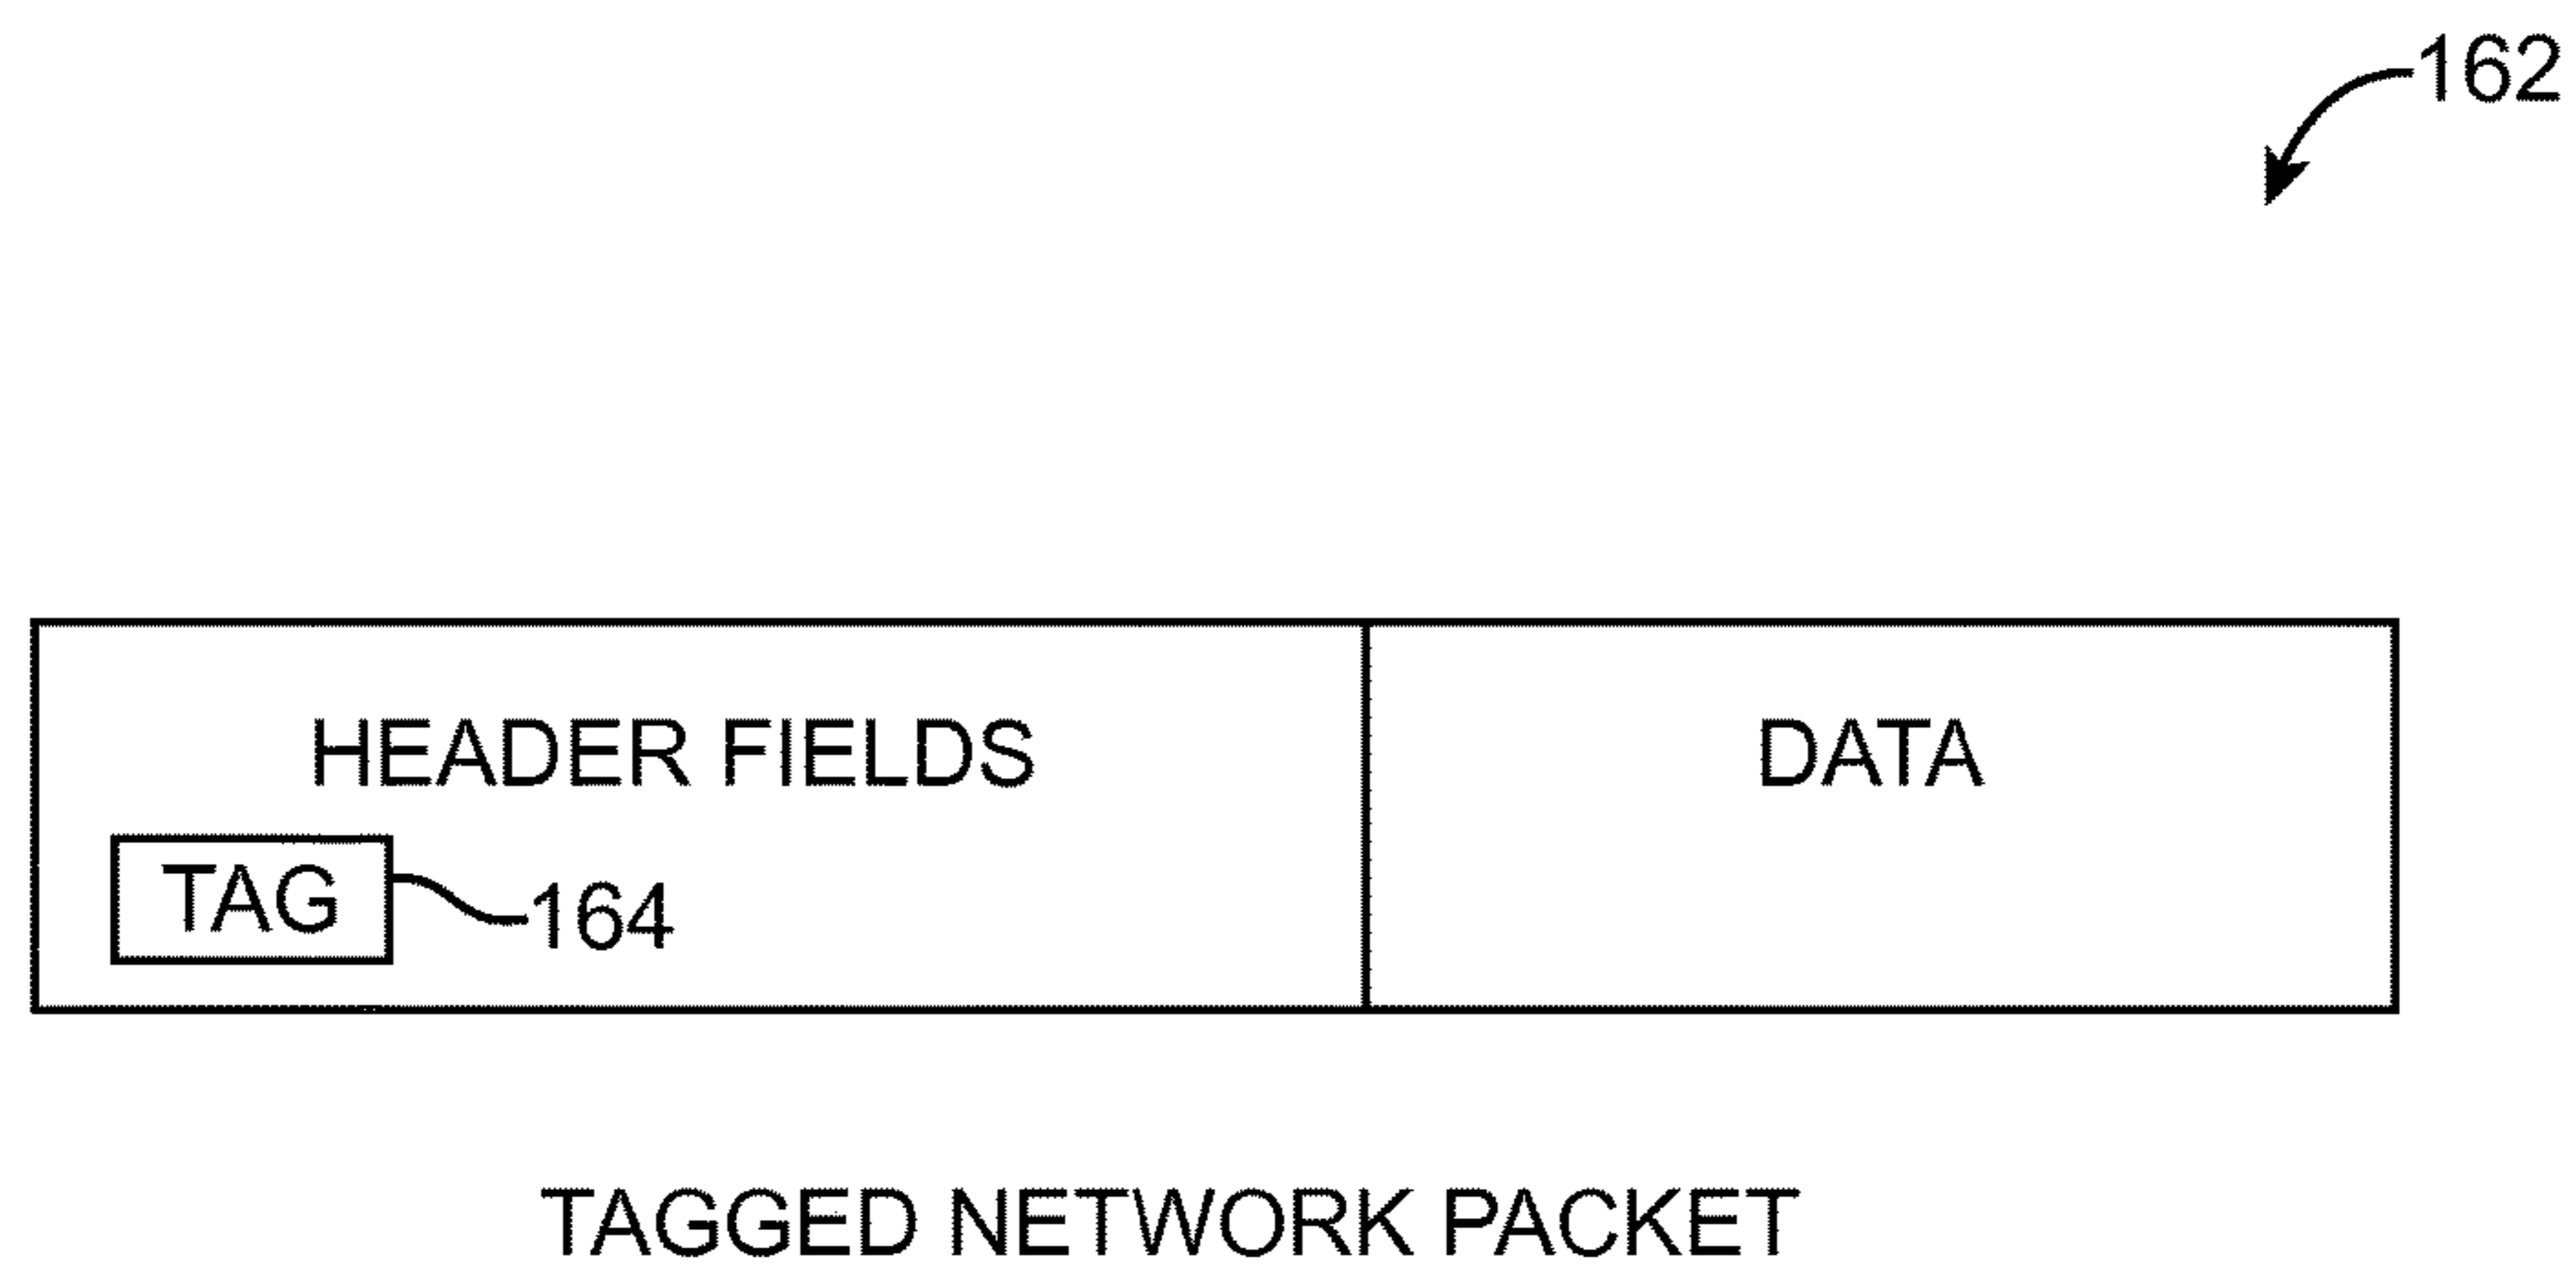 162
HEADER FIELDS
DATA
TAG
164
TAGGED NETWORK PACKET